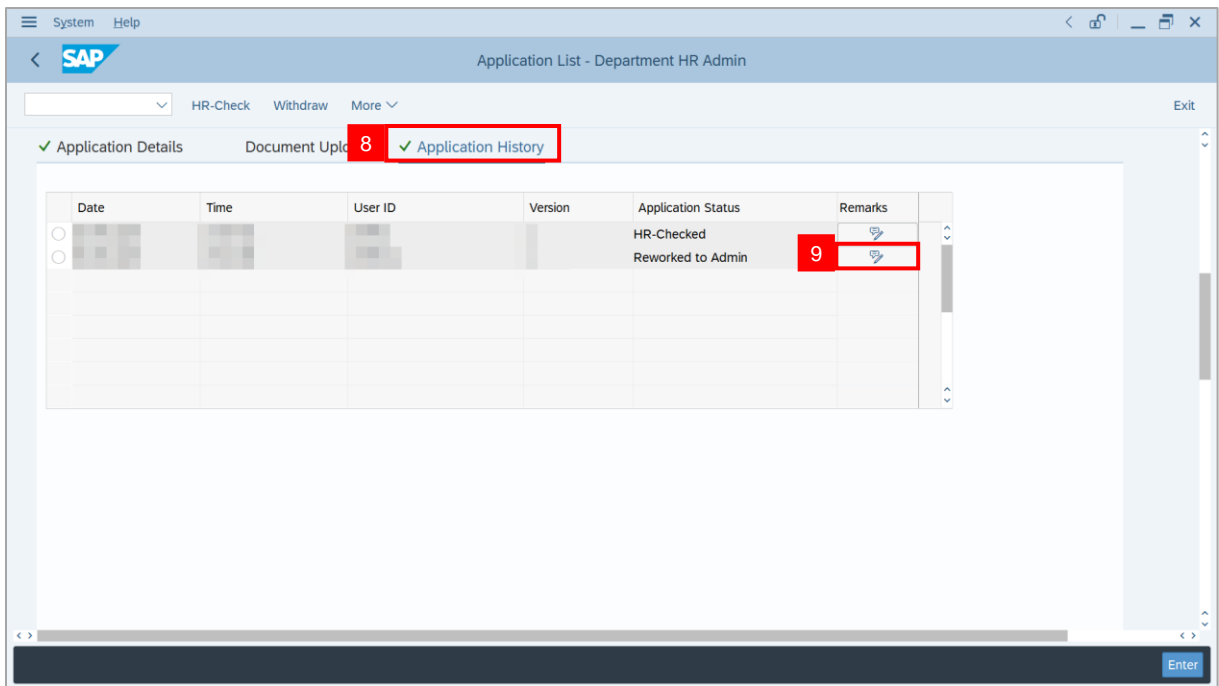 System Help
SAP Application List - Department HR Admin
HR-Check Withdraw More Exit
Application Details Document Uplo 8 Application History
Date Time User ID Version Application Status Remarks
HR-Checked
Reworked to Admin 9
Enter